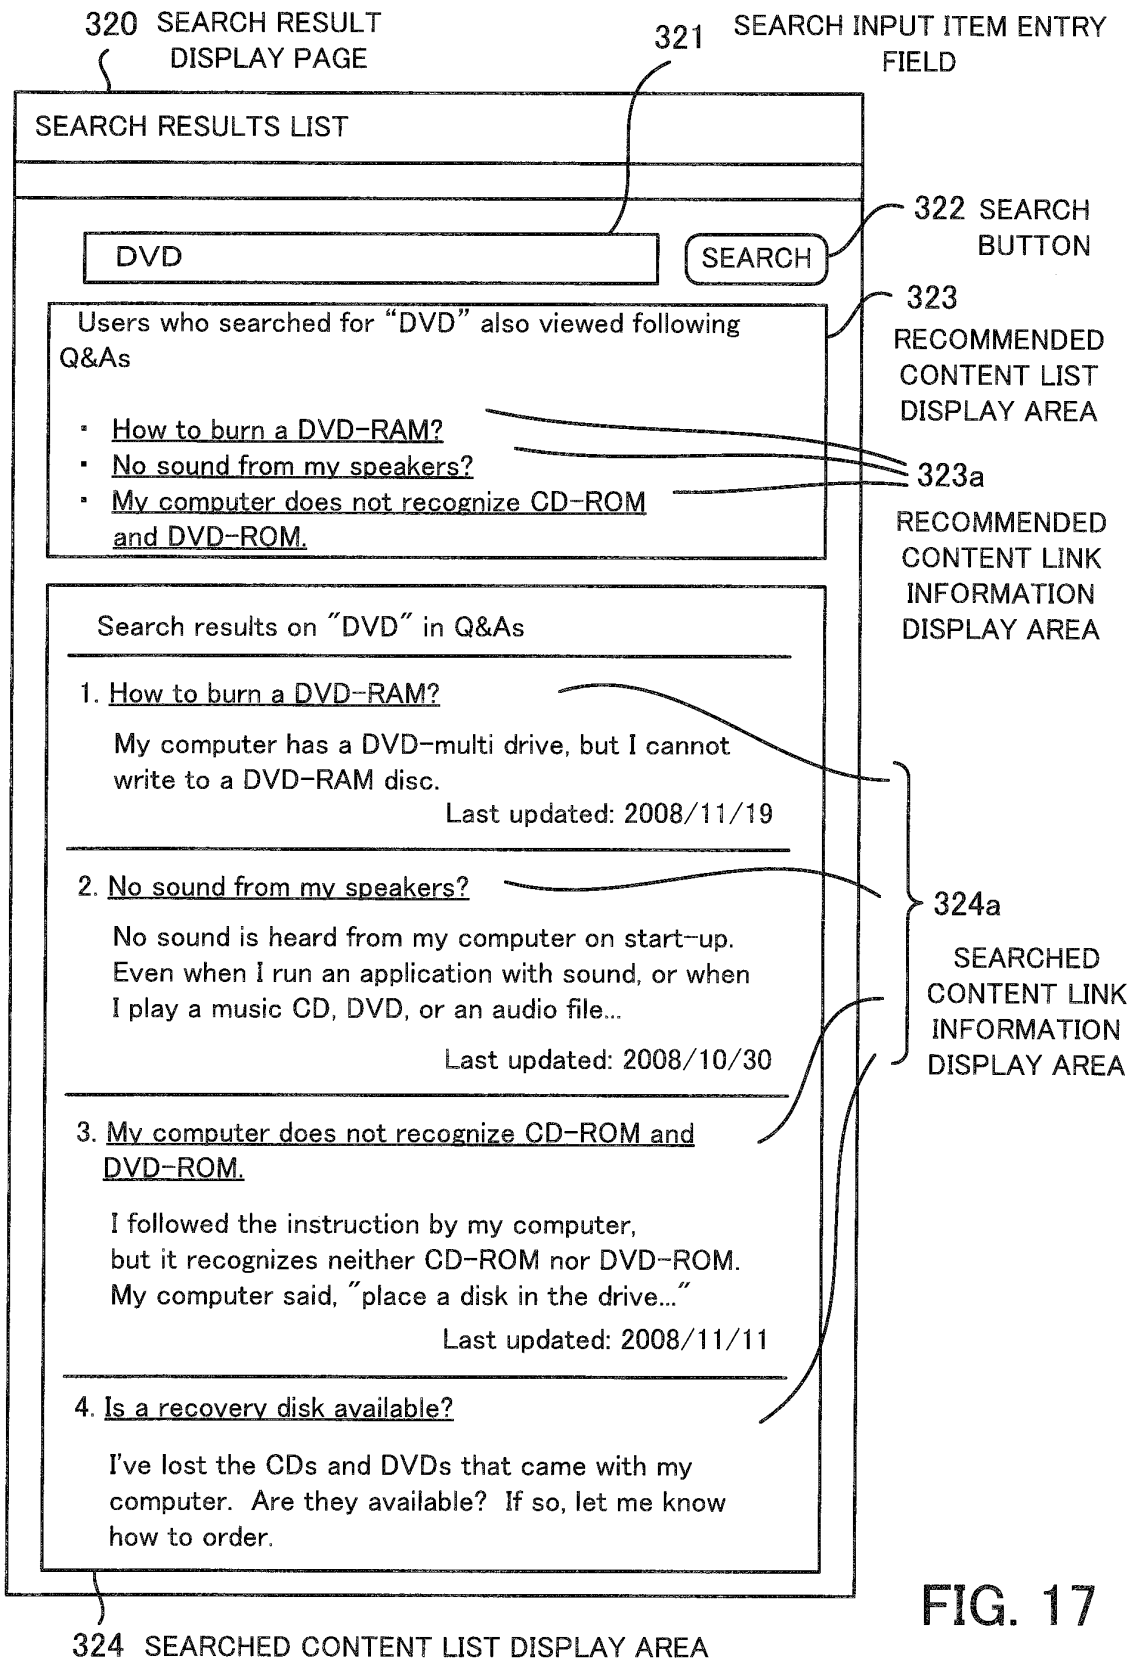 320 SEARCH RESULT
DISPLAY PAGE
321 SEARCH INPUT ITEM ENTRY
FIELD
SEARCH RESULTS LIST
322 SEARCH
BUTTON
DVD
SEARCH
323
RECOMMENDED
CONTENT LIST
DISPLAY AREA
Users who searched for “DVD” also viewed following
Q&As
· How to burn a DVD-RAM?
· No sound from my speakers?
· My computer does not recognize CD-ROM
and DVD-ROM.
323a
RECOMMENDED
CONTENT LINK
INFORMATION
DISPLAY AREA
Search results on "DVD" in Q&As
1. How to burn a DVD-RAM?
My computer has a DVD-multi drive, but I cannot
write to a DVD-RAM disc.
Last updated: 2008/11/19
2. No sound from my speakers?
No sound is heard from my computer on start-up.
Even when I run an application with sound, or when
I play a music CD, DVD, or an audio file...
Last updated: 2008/10/30
324a
SEARCHED
CONTENT LINK
INFORMATION
DISPLAY AREA
3. My computer does not recognize CD-ROM and
DVD-ROM.
I followed the instruction by my computer,
but it recognizes neither CD-ROM nor DVD-ROM.
My computer said, "place a disk in the drive..."
Last updated: 2008/11/11
4. Is a recovery disk available?
I've lost the CDs and DVDs that came with my
computer. Are they available? If so, let me know
how to order.
324 SEARCHED CONTENT LIST DISPLAY AREA
FIG. 17